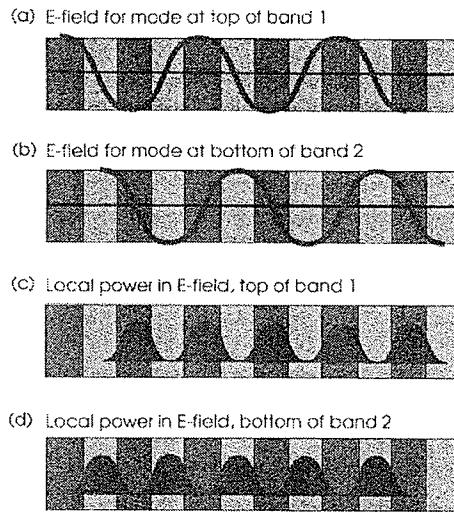 (a) E-field for mode at top of band 1
(b) E-field for mode at bottom of band 2
(c) Local power in E-field, top of band 1
(d) Local power in E-field, bottom of band 2